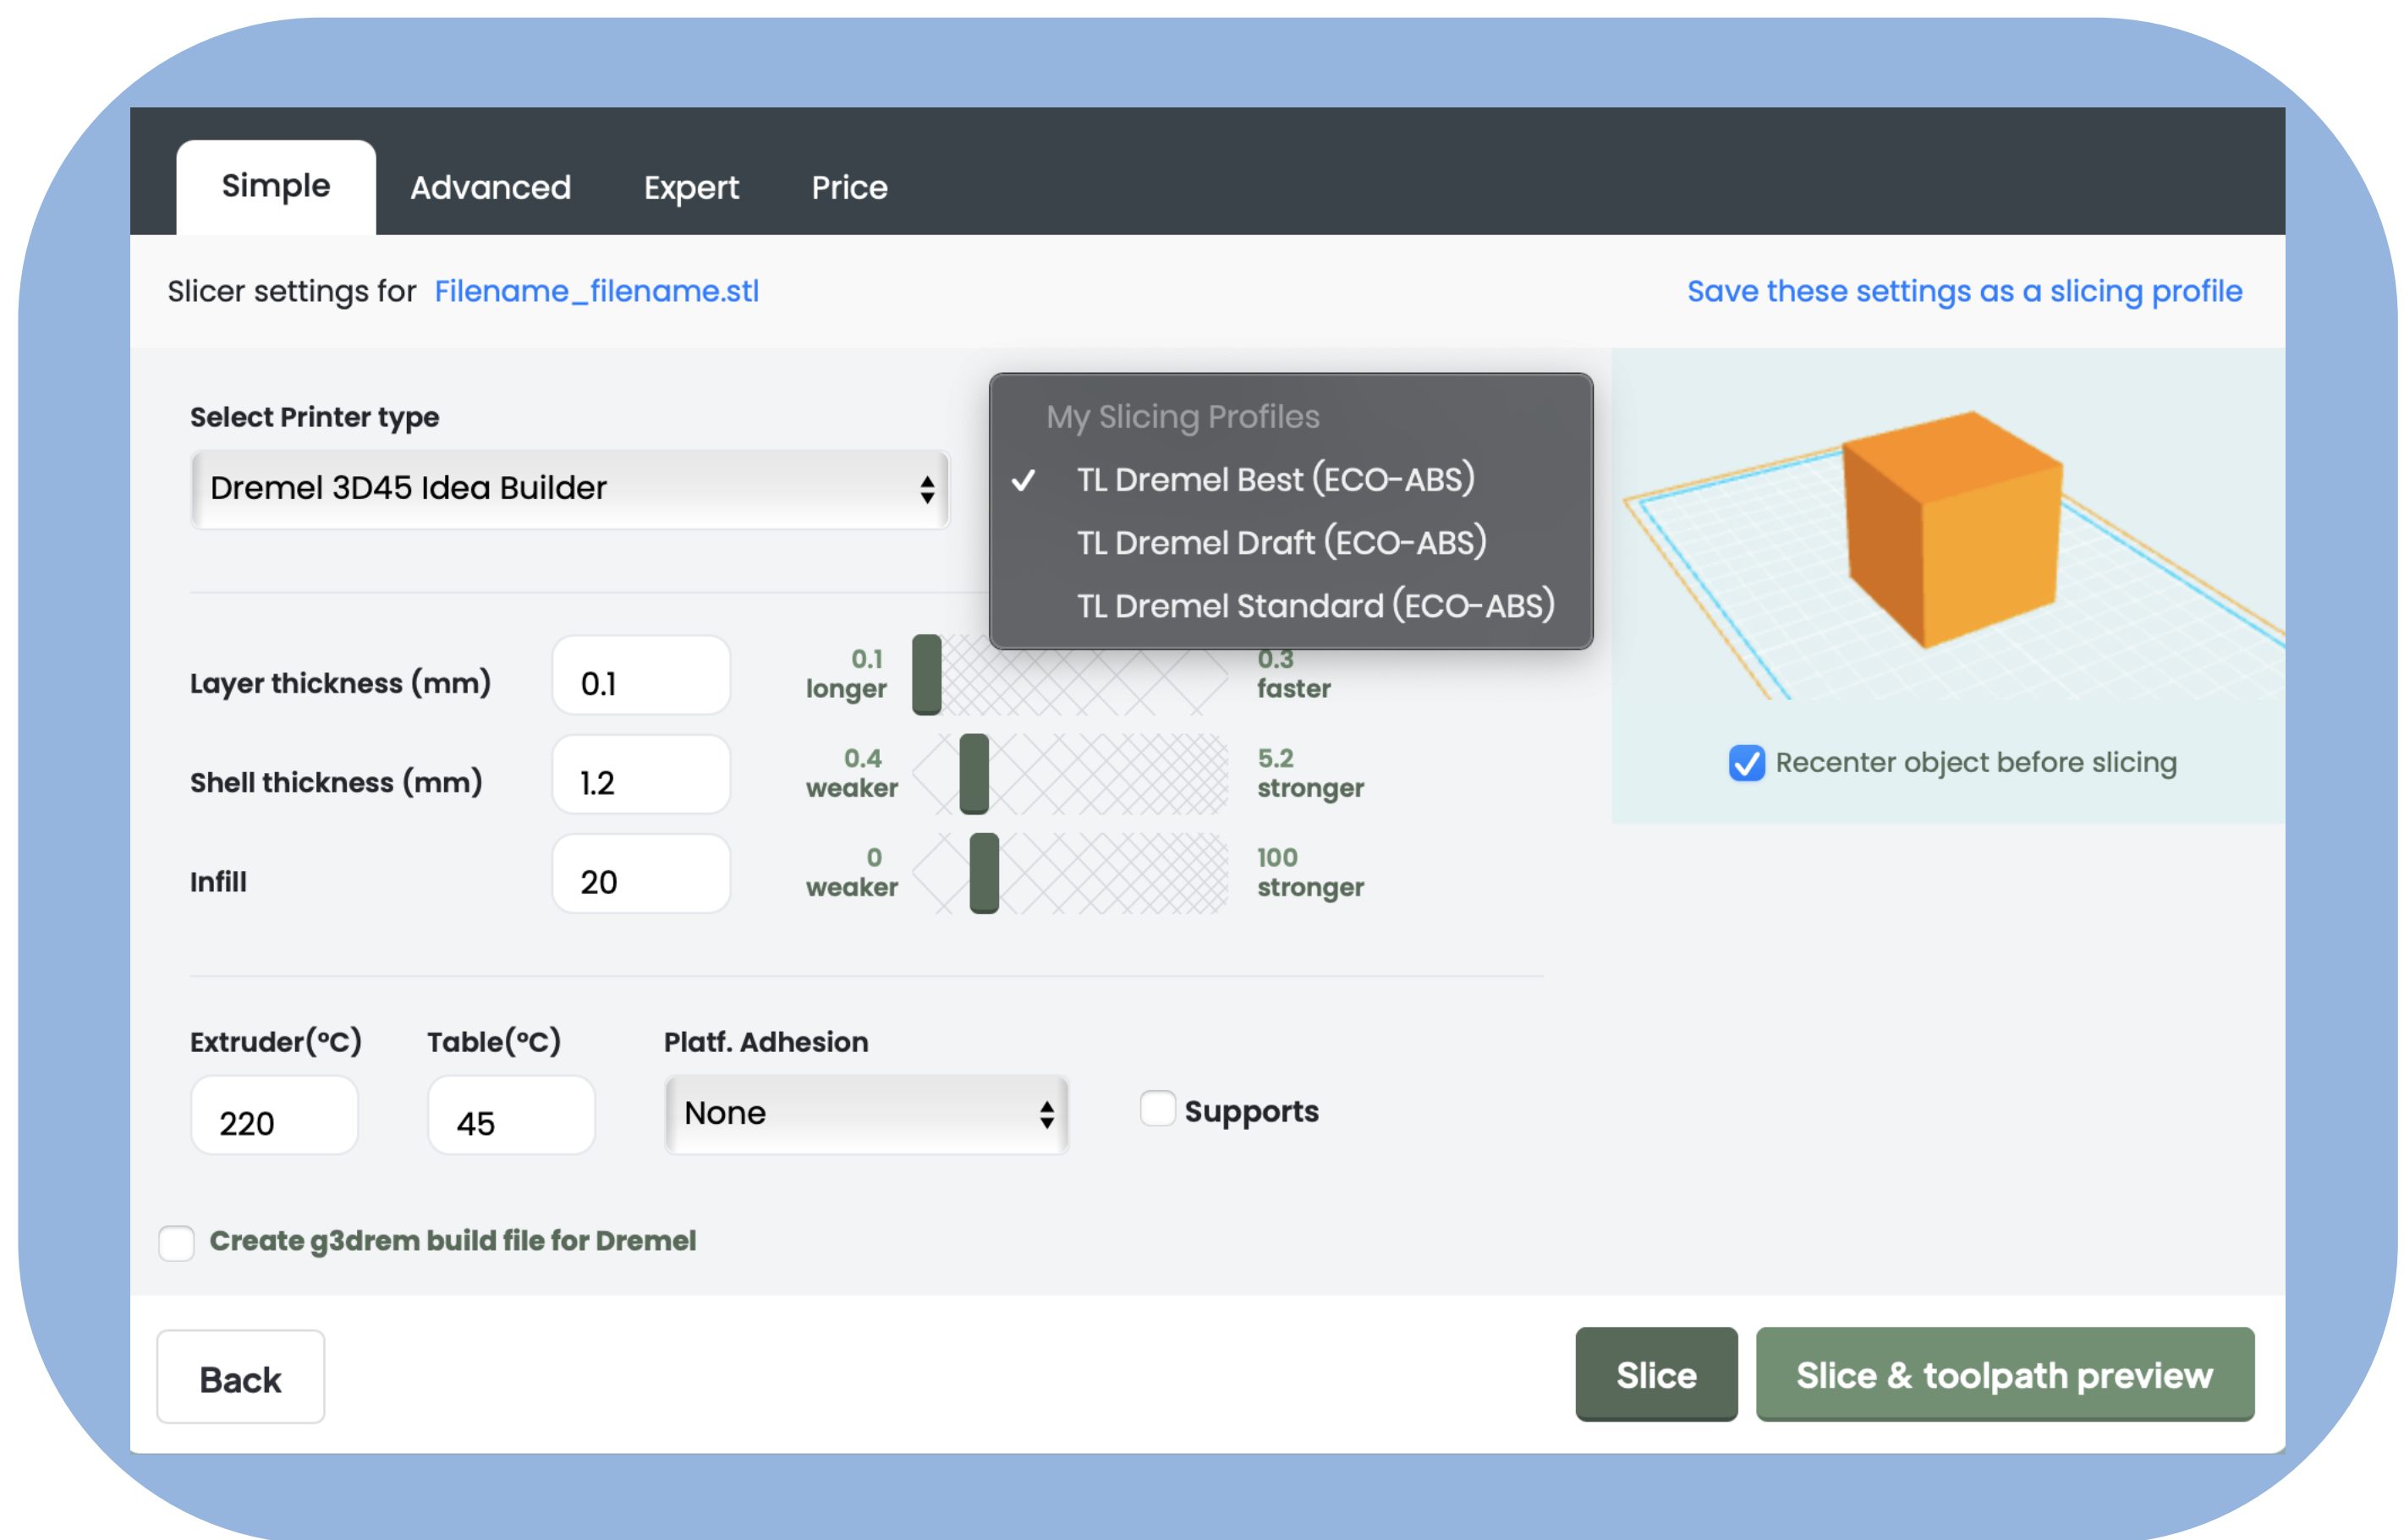 Simple Advanced Expert Price
Slicer settings for Filename_filename.stl Save these settings as a slicing profile
Select Printer type
Dremel 3D45 Idea Builder
My Slicing Profiles
✓ TL Dremel Best (ECO-ABS)
TL Dremel Draft (ECO-ABS)
TL Dremel Standard (ECO-ABS)
Layer thickness (mm) 0.1 0.1 longer 0.3 faster
Shell thickness (mm) 1.2 0.4 weaker 5.2 stronger
Infill 20 0 weaker 100 stronger
Recenter object before slicing
Extruder(°C) Table(°C) Platf. Adhesion
220 45 None Supports
Create g3drem build file for Dremel
Back Slice Slice & toolpath preview